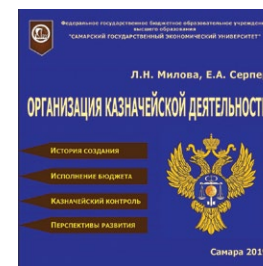 Федеральное государственное бюджетное образовательное учрежден
высшего образования
"САМАРСКИЙ ГОСУДАРСТВЕННЫЙ ЭКОНОМИЧЕСКИЙ УНИВЕРСИТЕТ"
Л.Н. Милова, Е.А. Серпе
ОРГАНИЗАЦИЯ КАЗНАЧЕЙСКОЙ ДЕЯТЕЛЬНОСТ
История создания
Исполнение бюджета
Казначейский контроль
Перспективы развития
Самара 201